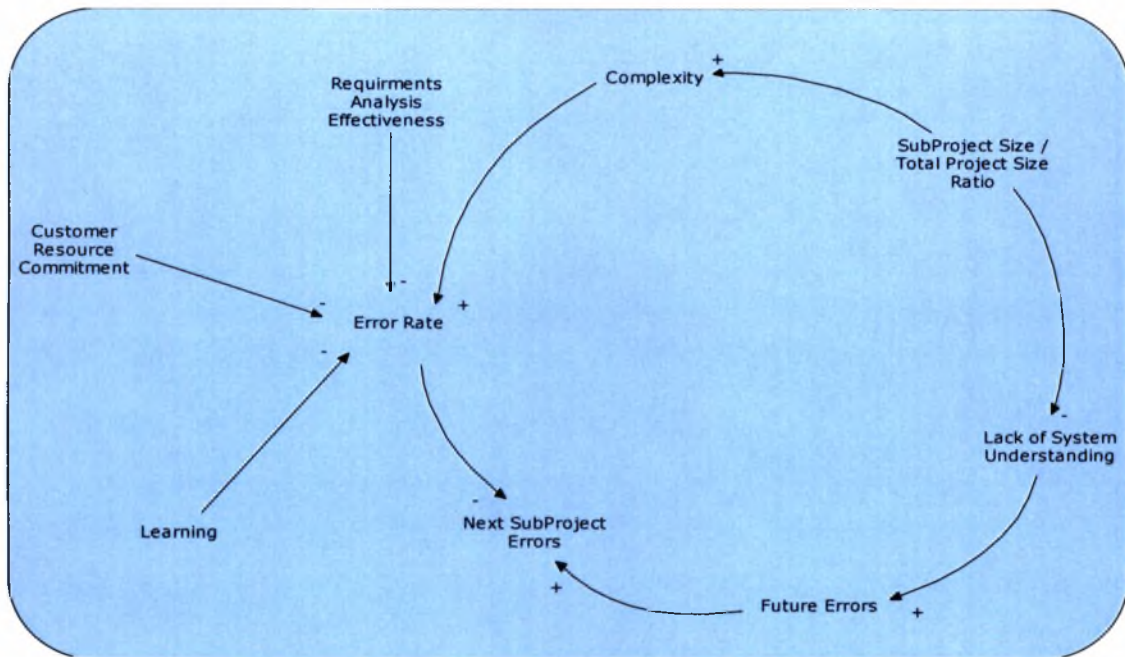 Requirments
Analysis
Effectiveness
+
Complexity
SubProject Size /
Total Project Size
Ratio
Customer
Resource
Commitment
-
-
+
Error Rate
-
-
Lack of System
Understanding
-
Next SubProject
Errors
Learning
+
Future Errors
+